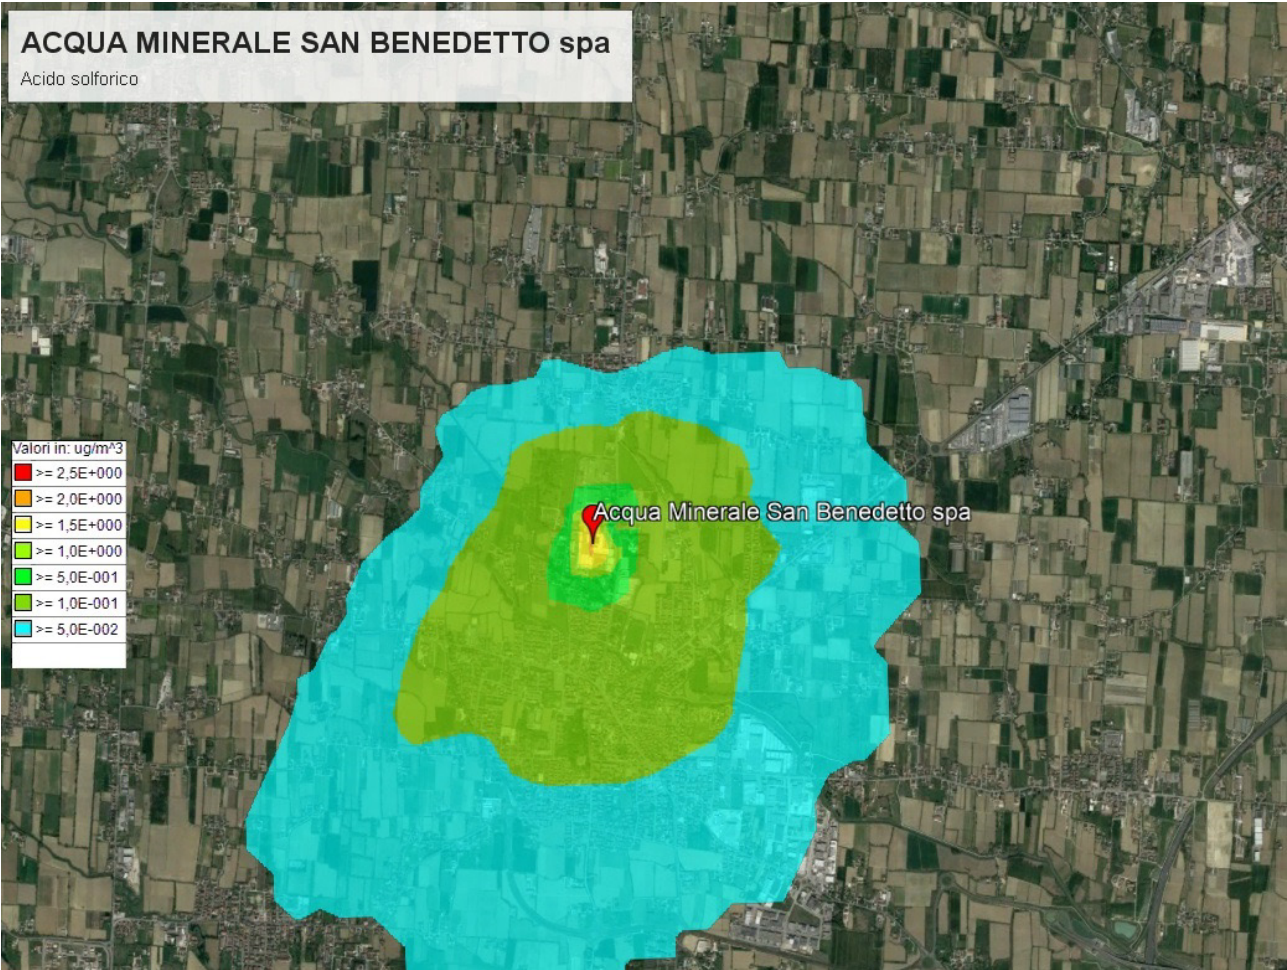 ACQUA MINERALE SAN BENEDETTO spa
Acido solforico
Valori in: ug/m^3
>= 2,5E+000
>= 2,0E+000
>= 1,5E+000
>= 1,0E+000
>= 5,0E-001
>= 1,0E-001
>= 5,0E-002
Acqua Minerale San Benedetto spa